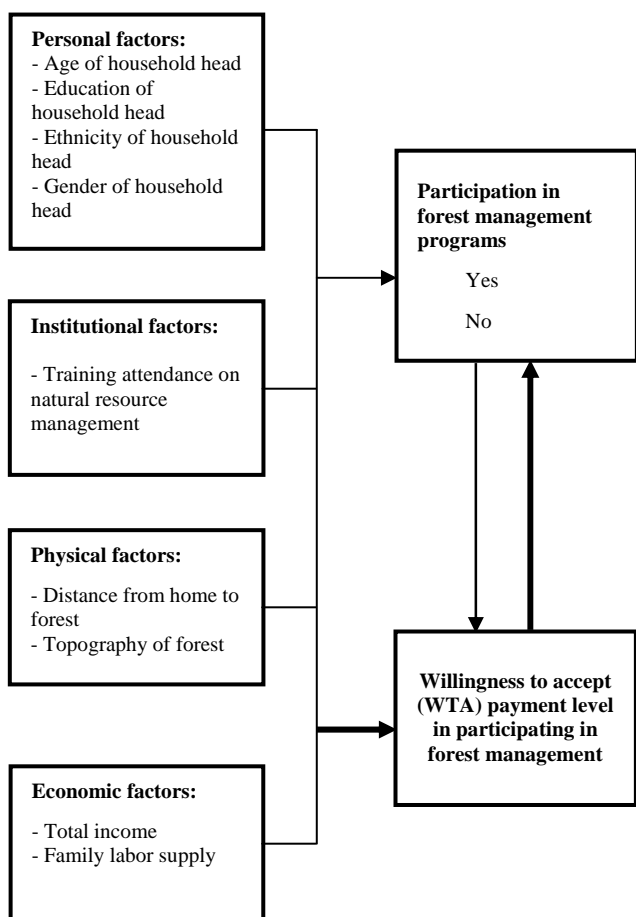 Personal factors:
- Age of household head
- Education of
household head
- Ethnicity of household
head
- Gender of household
head
Institutional factors:
- Training attendance on
natural resource
management
Physical factors:
- Distance from home to
forest
- Topography of forest
Economic factors:
- Total income
- Family labor supply
Participation in
forest management
programs
Yes
No
Willingness to accept
(WTA) payment level
in participating in
forest management